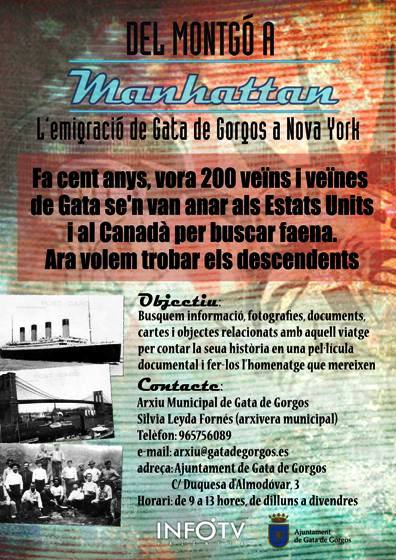 DEL MONTGÓ A
Manhattan
L'emigració de Gata de Gorgos a Nova York
Fa cent anys, vora 200 veïns i veïnes
de Gata se'n van anar als Estats Units
i al Canadà per buscar faena.
Ara volem trobar els descendents
Objectiu:
Busquem informació, fotografies, documents,
cartes i objectes relacionats amb aquell viatge
per contar la seua història en una pel·lícula
documental i fer-los l'homenatge que mereixen
Contacte:
Arxiu Municipal de Gata de Gorgos
Silvia Leyda Fornés (arxivera municipal)
Telèfon: 965756089
e-mail: arxiu@gatadegorgos.es
adreça: Ajuntament de Gata de Gorgos
C/ Duquesa d'Almodóvar, 3
Horari: de 9 a 13 hores, de dilluns a divendres
INFOTV
Ajuntament
de Gata de Gorgos